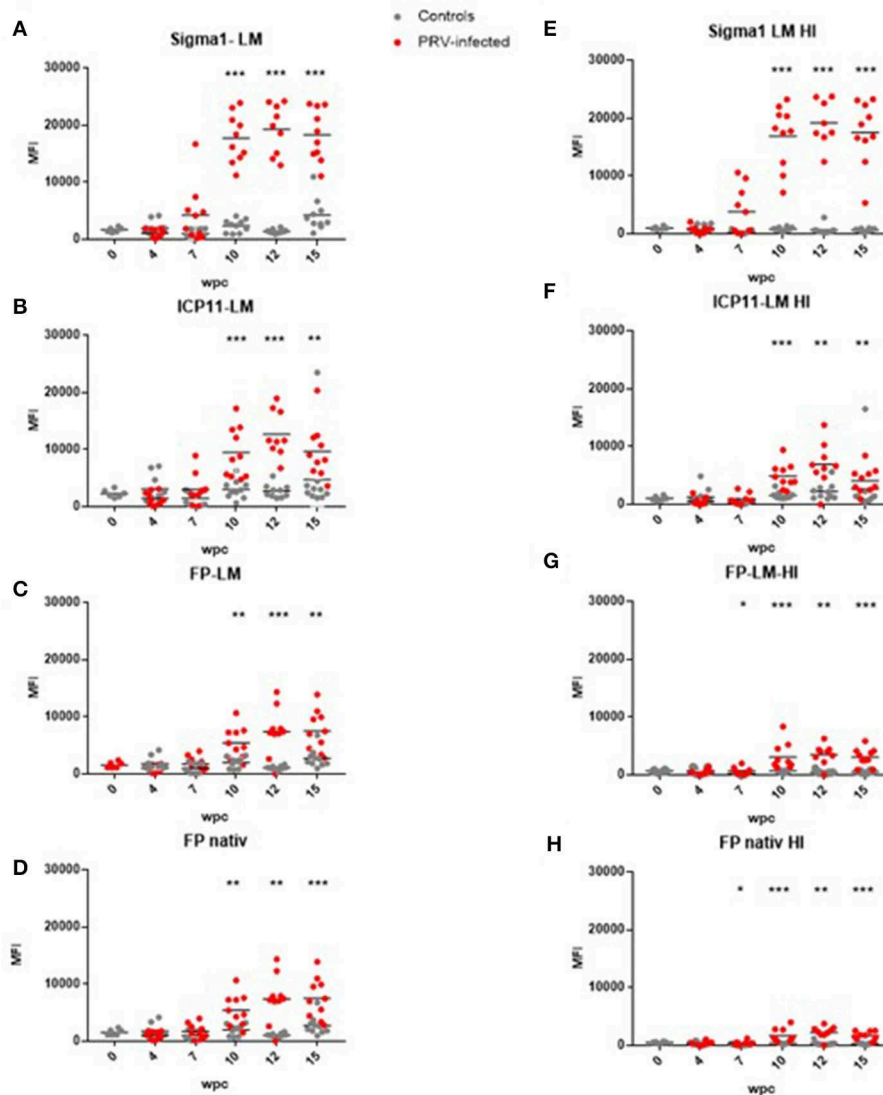 Controls
PRV-infected
A
Sigma1- LM
30000
*** *** ***
20000
MFI
10000
0
0 4 7 10 12 15
wpc
B
ICP11-LM
30000
*** *** **
20000
MFI
10000
0
0 4 7 10 12 15
wpc
C
FP-LM
30000
** *** **
20000
MFI
10000
0
0 4 7 10 12 15
wpc
D
FP nativ
30000
** ** ***
20000
MFI
10000
0
0 4 7 10 12 15
wpc
E
Sigma1 LM HI
30000
*** *** ***
20000
MFI
10000
0
0 4 7 10 12 15
wpc
F
ICP11-LM HI
30000
*** ** **
20000
MFI
10000
0
0 4 7 10 12 15
wpc
G
FP-LM-HI
30000
* *** ** ***
20000
MFI
10000
0
0 4 7 10 12 15
wpc
H
FP nativ HI
30000
* *** ** ***
20000
MFI
10000
0
0 4 7 10 12 15
wpc